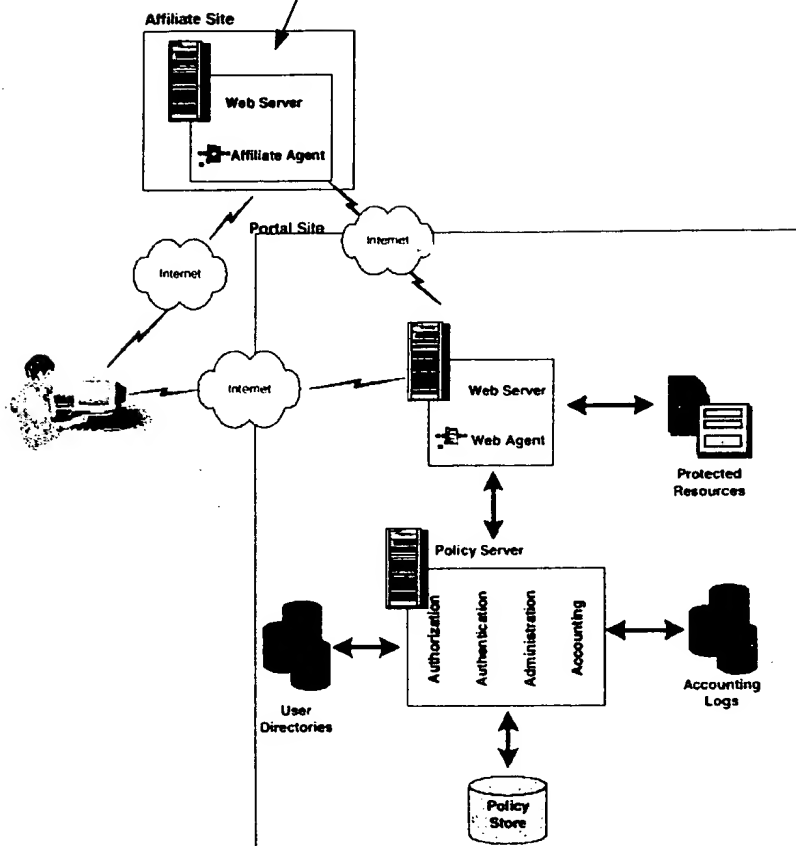 Affiliate Site
Web Server
Affiliate Agent
Portal Site
Internet
Internet
Internet
Web Server
Web Agent
Protected
Resources
Policy Server
Authorization
Authentication
Administration
Accounting
User
Directories
Accounting
Logs
Policy
Store